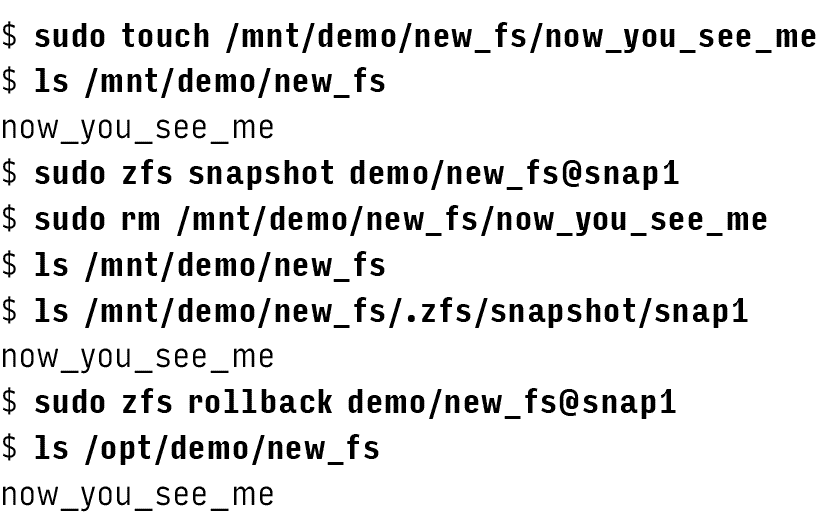 $ sudo touch /mnt/demo/new_fs/now_you_see_me
$ ls /mnt/demo/new_fs
now_you_see_me
$ sudo zfs snapshot demo/new_fs@snap1
$ sudo rm /mnt/demo/new_fs/now_you_see_me
$ ls /mnt/demo/new_fs
$ ls /mnt/demo/new_fs/.zfs/snapshot/snap1
now_you_see_me
$ sudo zfs rollback demo/new_fs@snap1
$ ls /opt/demo/new_fs
now_you_see_me